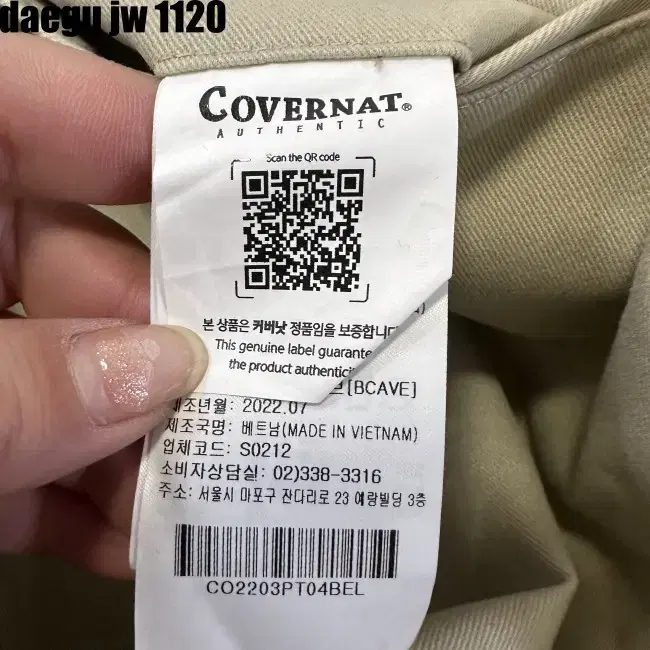 daegu jw 1120
COVERNAT®
AUTHENTIC
Scan the QR code
본 상품은 커버낫 정품임을 보증합니다
This genuine label guarantee
the product authentici
[BCAVE]
제조년월: 2022.07
제조국명: 베트남(MADE IN VIETNAM)
업체코드: S0212
소비자상담실: 02)338-3316
주소: 서울시 마포구 잔다리로 23 예랑빌딩 3층
CO2203PT04BEL